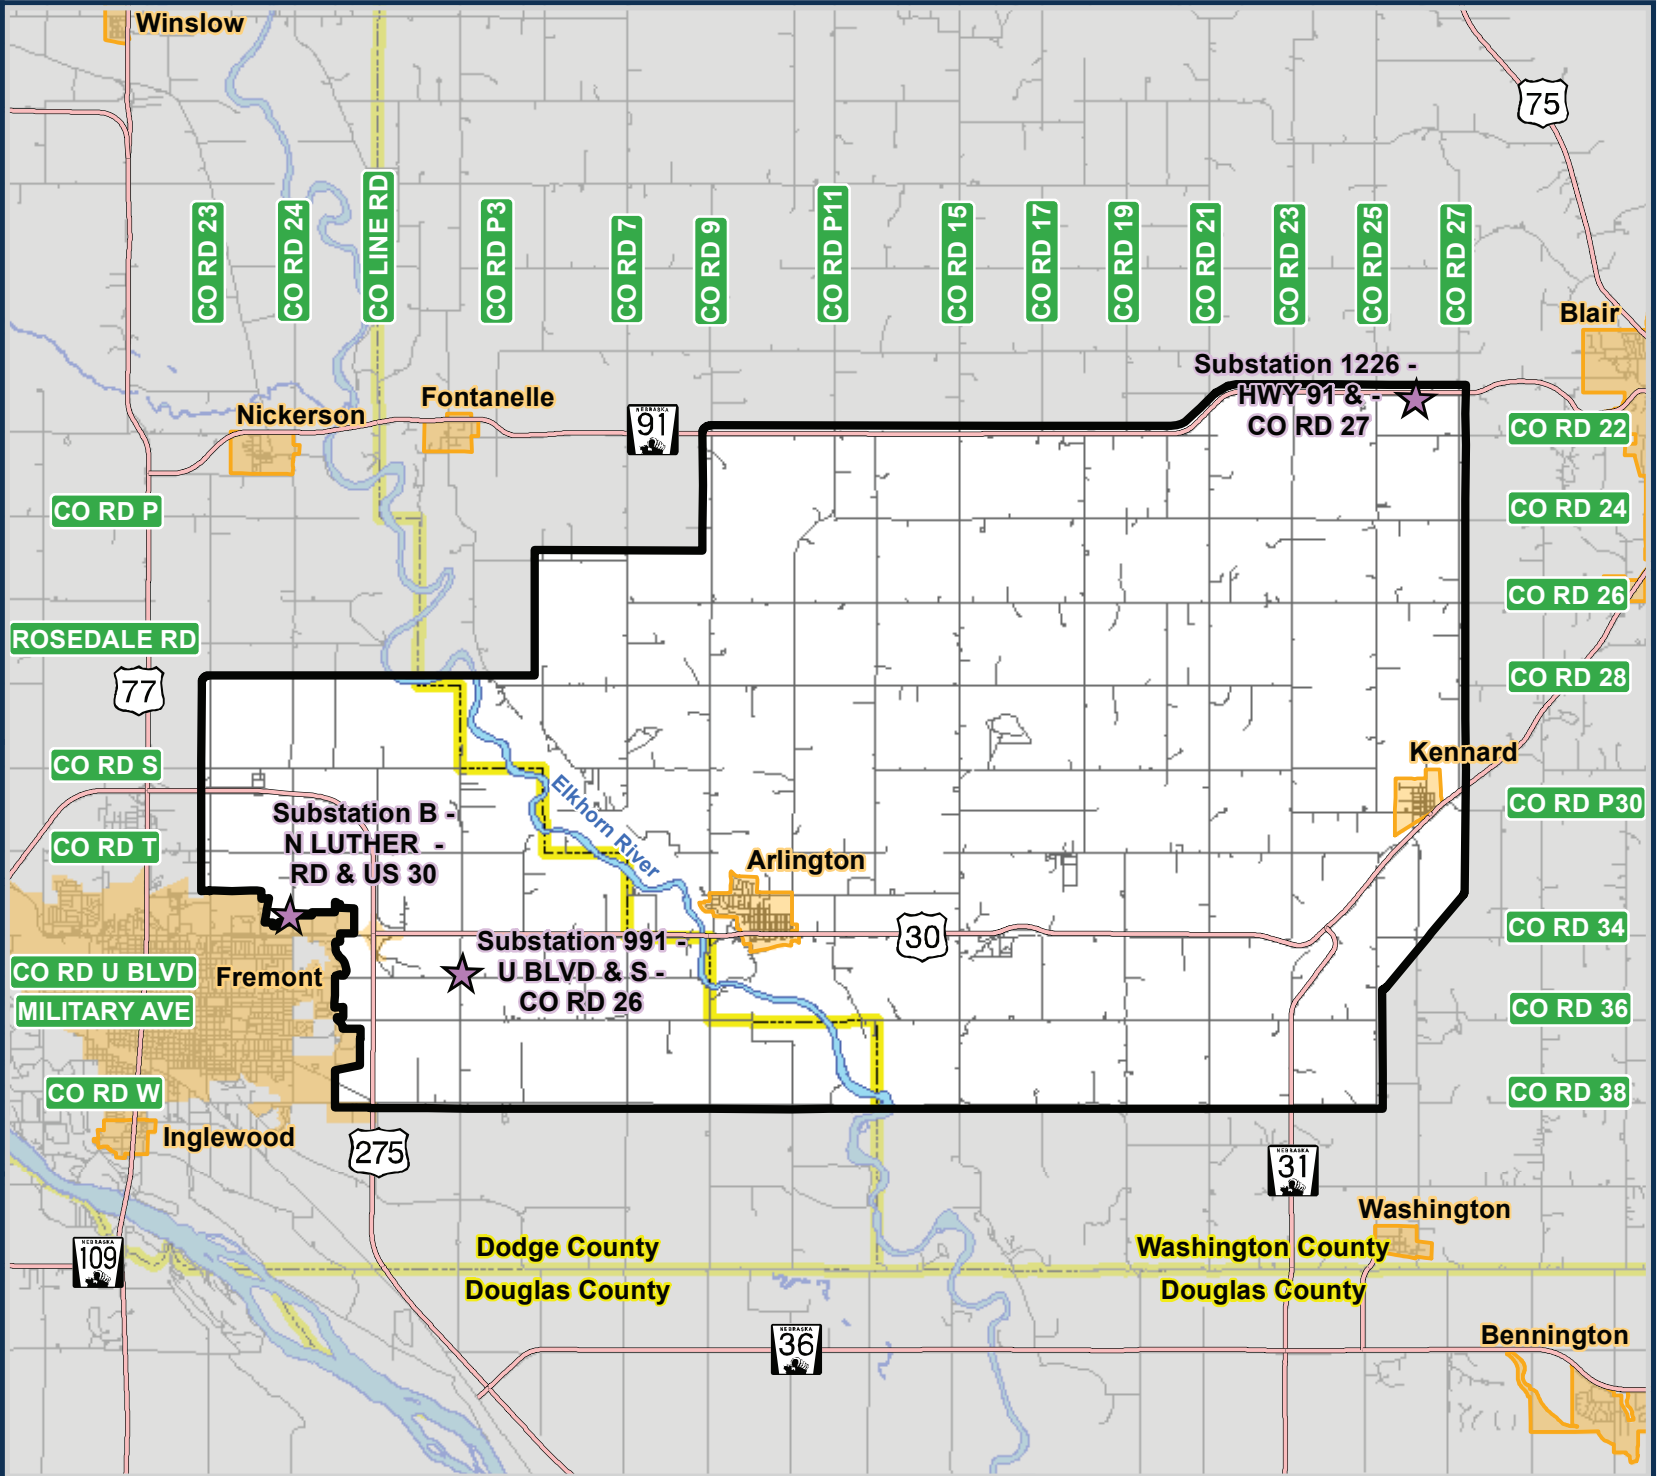 Winslow
75
CO RD 23
CO RD 24
CO LINE RD
CO RD P3
CO RD 7
CO RD 9
CO RD P11
CO RD 15
CO RD 17
CO RD 19
CO RD 21
CO RD 23
CO RD 25
CO RD 27
Blair
Substation 1226 -
HWY 91 & -
CO RD 27
Fontanelle
Nickerson
NEBRASKA
91
CO RD 22
CO RD P
CO RD 24
CO RD 26
ROSEDALE RD
77
CO RD 28
Kennard
CO RD S
CO RD P30
Elkhorn River
Substation B -
N LUTHER -
RD & US 30
CO RD T
Arlington
30
CO RD 34
Substation 991 -
U BLVD & S -
CO RD 26
CO RD U BLVD
Fremont
MILITARY AVE
CO RD 36
CO RD W
CO RD 38
Inglewood
275
NEBRASKA
31
Washington
NEBRASKA
109
Dodge County
Douglas County
Washington County
Douglas County
NEBRASKA
36
Bennington